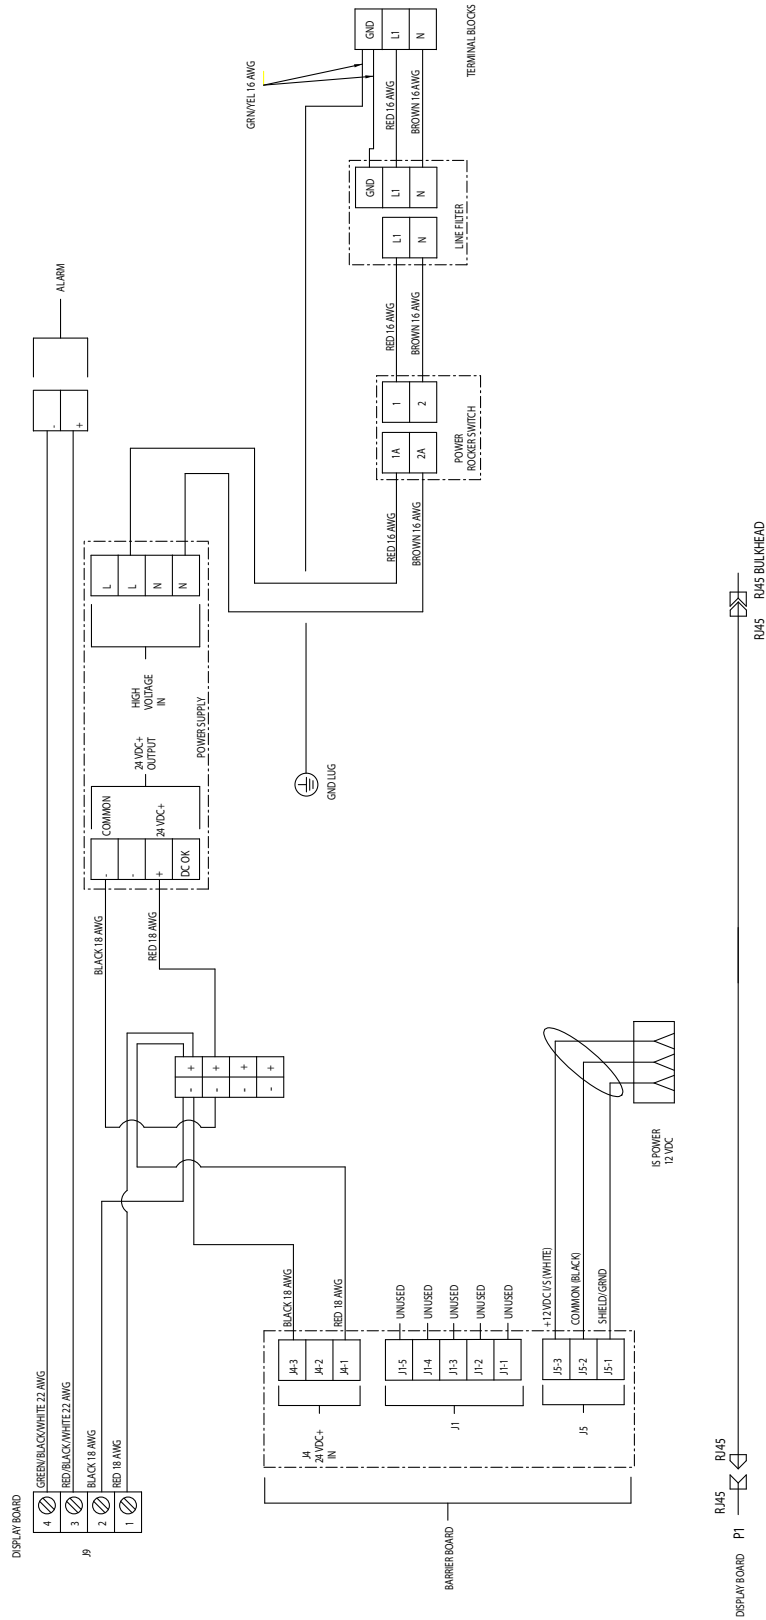 DISPLAY BOARD
J9
4
3
2
1
GREEN/BLACK/WHITE 22 AWG
RED/BLACK/WHITE 22 AWG
BLACK 18 AWG
RED 18 AWG
-
+
ALARM
BLACK 18 AWG
RED 18 AWG
-
-
+
DC OK
COMMON
24 VDC+
24 VDC+
OUTPUT
HIGH
VOLTAGE
IN
POWER SUPPLY
L
L
N
N
- +
- +
- +
- +
GND LUG
GRN/YEL 16 AWG
RED 16 AWG
BROWN 16 AWG
1A
2A
1
2
POWER
ROCKER SWITCH
RED 16 AWG
BROWN 16 AWG
L1
N
GND
L1
N
LINE FILTER
RED 16 AWG
BROWN 16 AWG
GND
L1
N
TERMINAL BLOCKS
BARRIER BOARD
J4
24 VDC+
IN
J4-3
J4-2
J4-1
BLACK 18 AWG
RED 18 AWG
J1
J1-5
J1-4
J1-3
J1-2
J1-1
UNUSED
UNUSED
UNUSED
UNUSED
UNUSED
J5
J5-3
J5-2
J5-1
+12 VDC I/S (WHITE)
COMMON (BLACK)
SHIELD/GRND
IS POWER
12 VDC
DISPLAY BOARD
P1
RJ45
RJ45
RJ45
RJ45 BULKHEAD